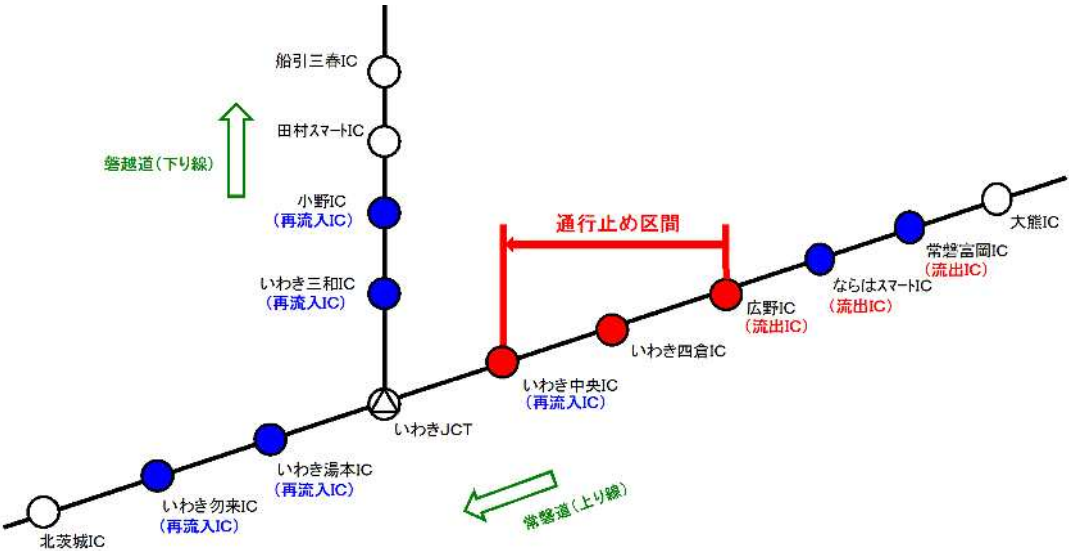 船引三春IC
田村スマートIC
磐越道(下り線)
小野IC
(再流入IC)
いわき三和IC
(再流入IC)
通行止め区間
大熊IC
常磐富岡IC
(流出IC)
ならはスマートIC
(流出IC)
広野IC
(流出IC)
いわき四倉IC
いわき中央IC
(再流入IC)
いわきJCT
いわき湯本IC
(再流入IC)
いわき勿来IC
(再流入IC)
北茨城IC
常磐道(上り線)